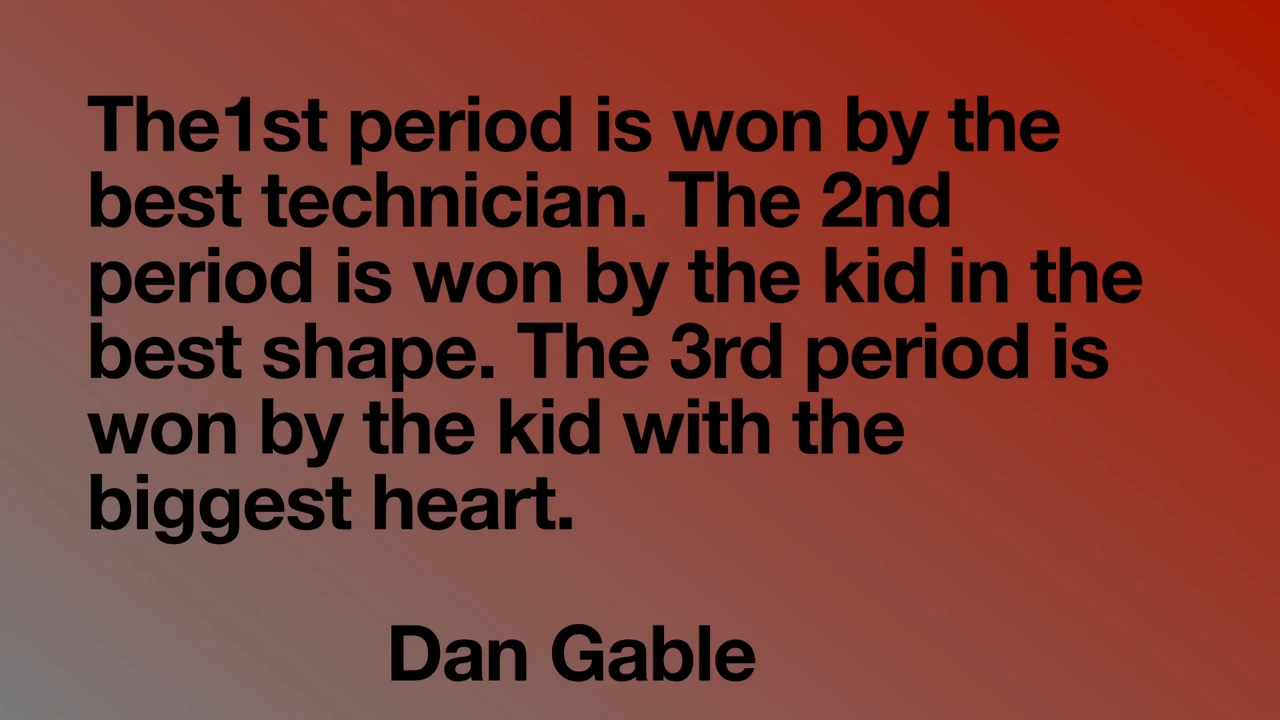 The1st period is won by the
best technician. The 2nd
period is won by the kid in the
best shape. The 3rd period is
won by the kid with the
biggest heart.
Dan Gable